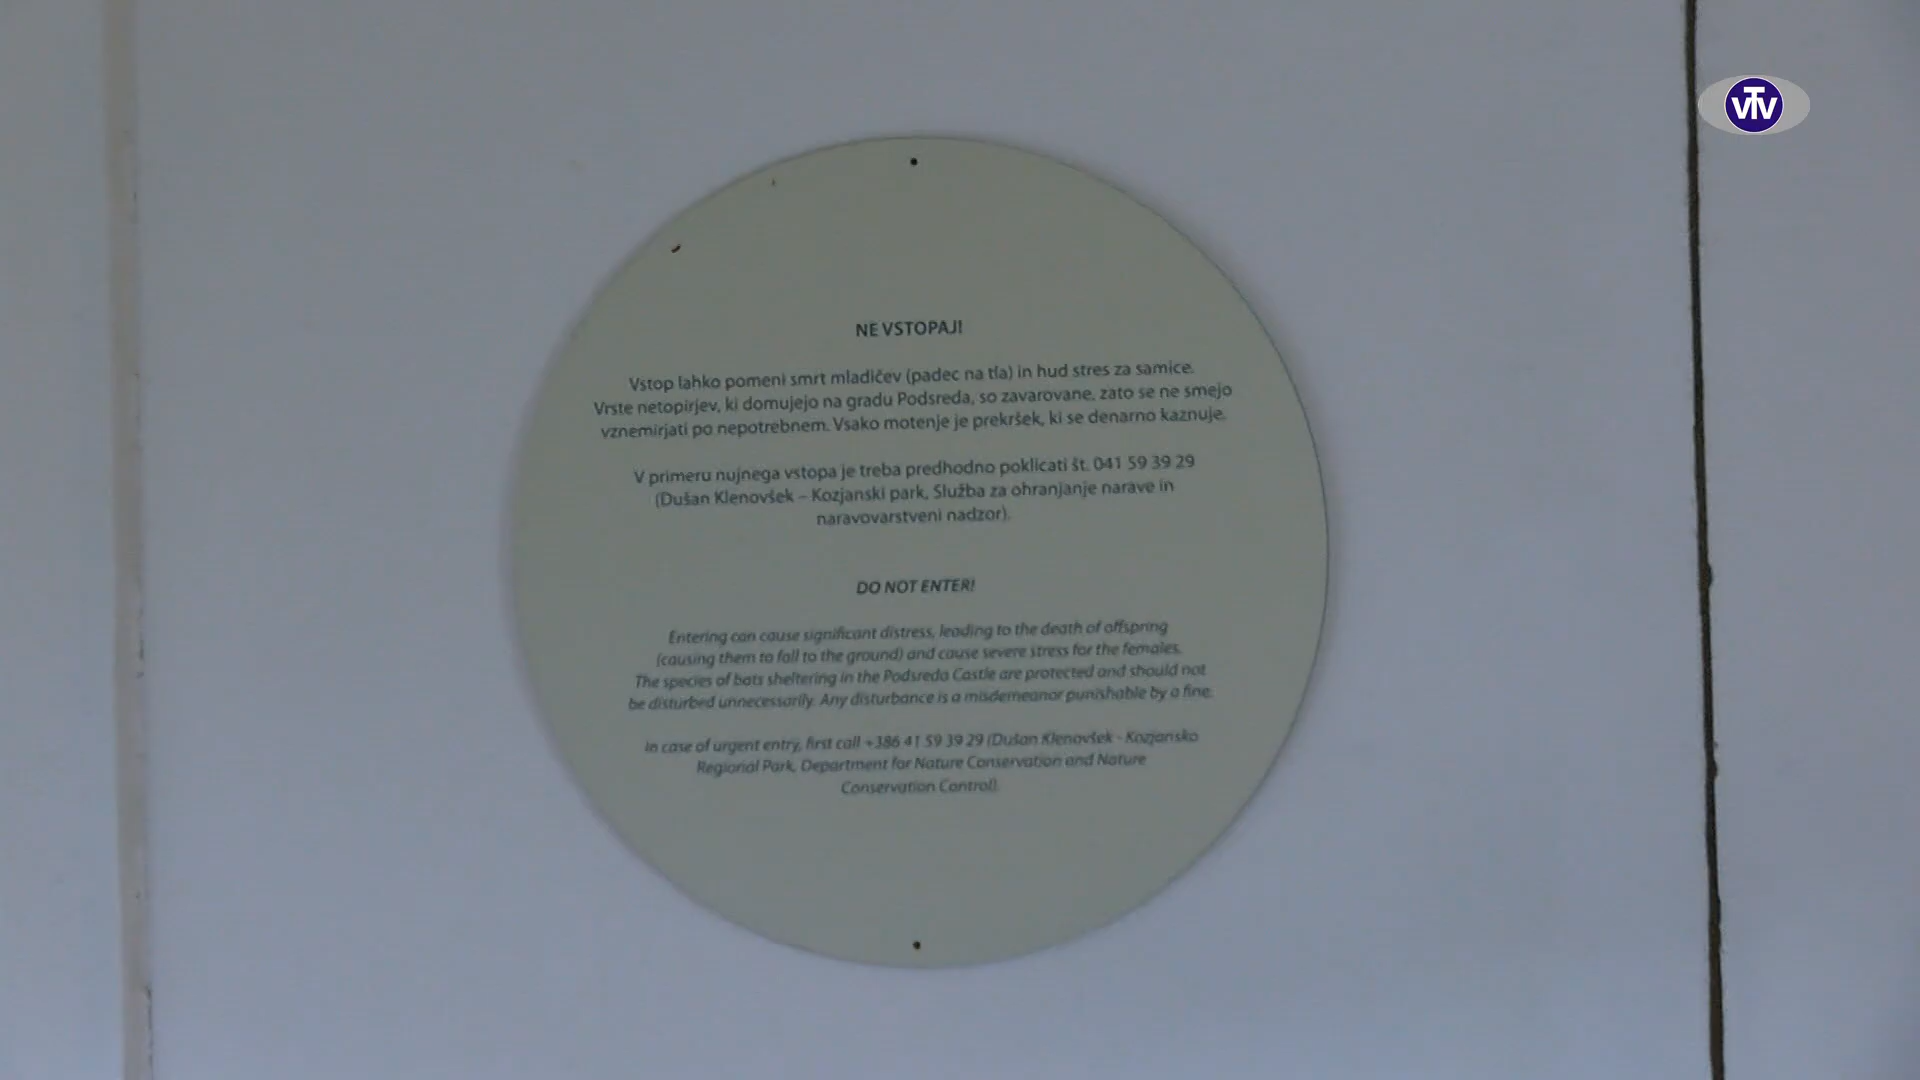 VTV
NE VSTOPAJ!
Vstop lahko pomeni smrt mladičev (padec na tla) in hud stres za samice.
Vrste netopirjev, ki domujejo na gradu Podsreda, so zavarovane, zato se ne smejo
vznemirjati po nepotrebnem. Vsako motenje je prekršek, ki se denarno kaznuje.
V primeru nujnega vstopa je treba predhodno poklicati št. 041 59 39 29
(Dušan Klenovšek – Kozjanski park, Služba za ohranjanje narave in
naravovarstveni nadzor).
DO NOT ENTER!
Entering can cause significant distress, leading to the death of offspring
(causing them to fall to the ground) and cause severe stress for the females.
The species of bats sheltering in the Podsreda Castle are protected and should not
be disturbed unnecessarily. Any disturbance is a misdemeanor punishable by a fine.
In case of urgent entry, first call +386 41 59 39 29 (Dušan Klenovšek - Kozjansko
Regional Park, Department for Nature Conservation and Nature
Conservation Control).